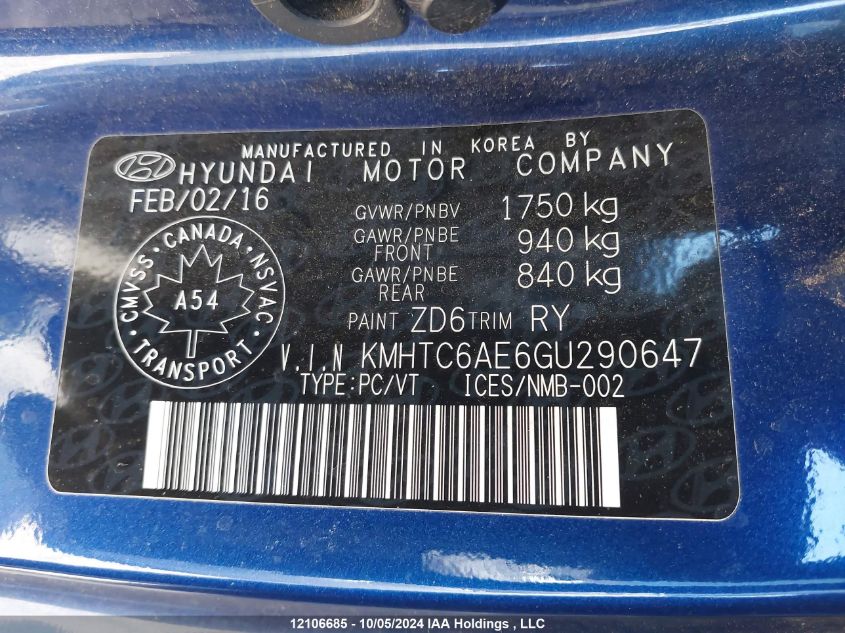 MANUFACTURED IN KOREA BY
HYUNDAI MOTOR COMPANY
FEB/02/16
GVWR/PNBV 1750 kg
GAWR/PNBE FRONT 940 kg
GAWR/PNBE REAR 840 kg
CMVSS • CANADA • NSVAC
A54
TRANSPORT
PAINT ZD6 TRIM RY
V.I.N KMHTC6AE6GU290647
TYPE:PC/VT ICES/NMB-002
12106685 - 10/05/2024 IAA Holdings , LLC